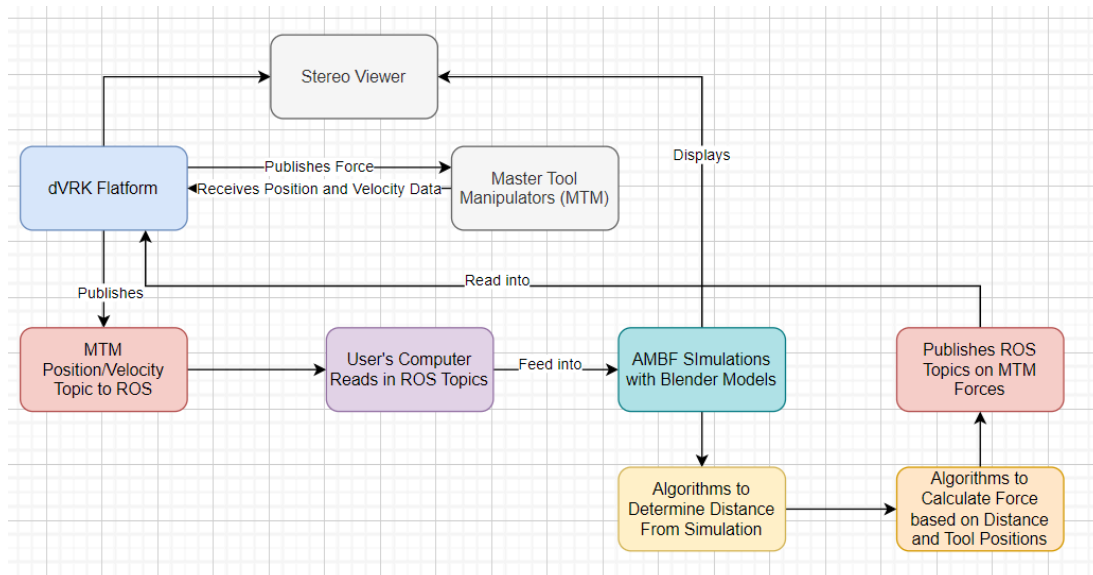 Stereo Viewer
Displays
dVRK Flatform
Publishes Force
Receives Position and Velocity Data
Master Tool
Manipulators (MTM)
Read into
Publishes
MTM
Position/Velocity
Topic to ROS
User's Computer
Reads in ROS Topics
Feed into
AMBF SImulations
with Blender Models
Publishes ROS
Topics on MTM
Forces
Algorithms to
Determine Distance
From Simulation
Algorithms to
Calculate Force
based on Distance
and Tool Positions